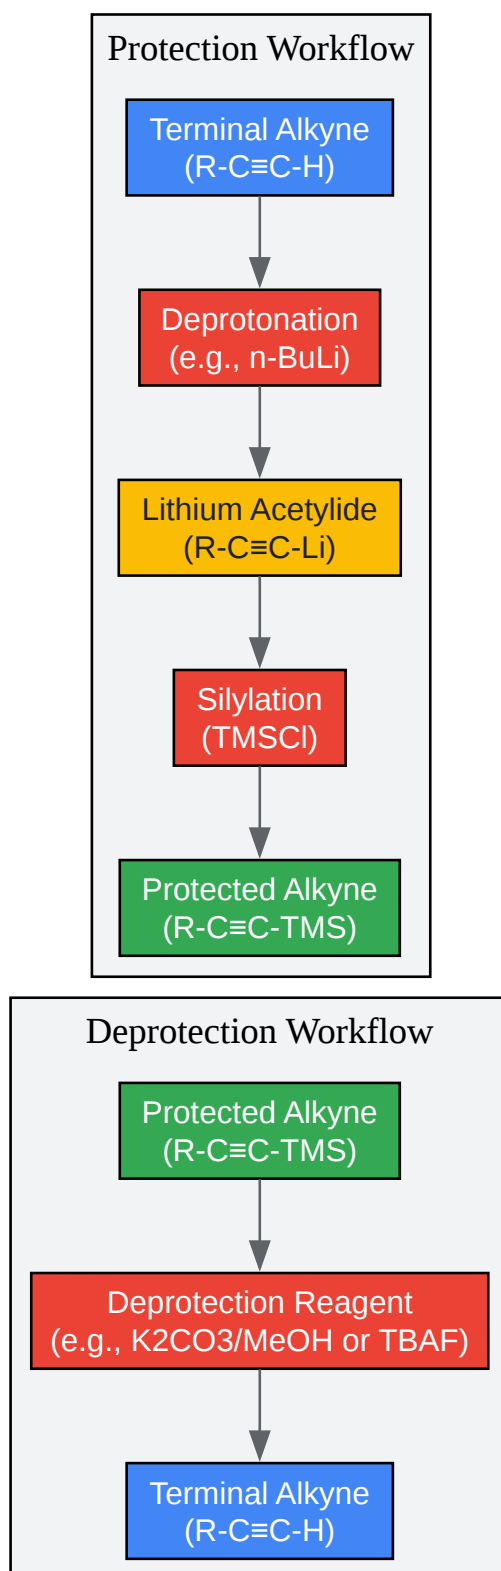 Protection Workflow
Terminal Alkyne
(R-C≡C-H)
Deprotonation
(e.g., n-BuLi)
Lithium Acetylide
(R-C≡C-Li)
Silylation
(TMSCl)
Protected Alkyne
(R-C≡C-TMS)
Deprotection Workflow
Protected Alkyne
(R-C≡C-TMS)
Deprotection Reagent
(e.g., K2CO3/MeOH or TBAF)
Terminal Alkyne
(R-C≡C-H)